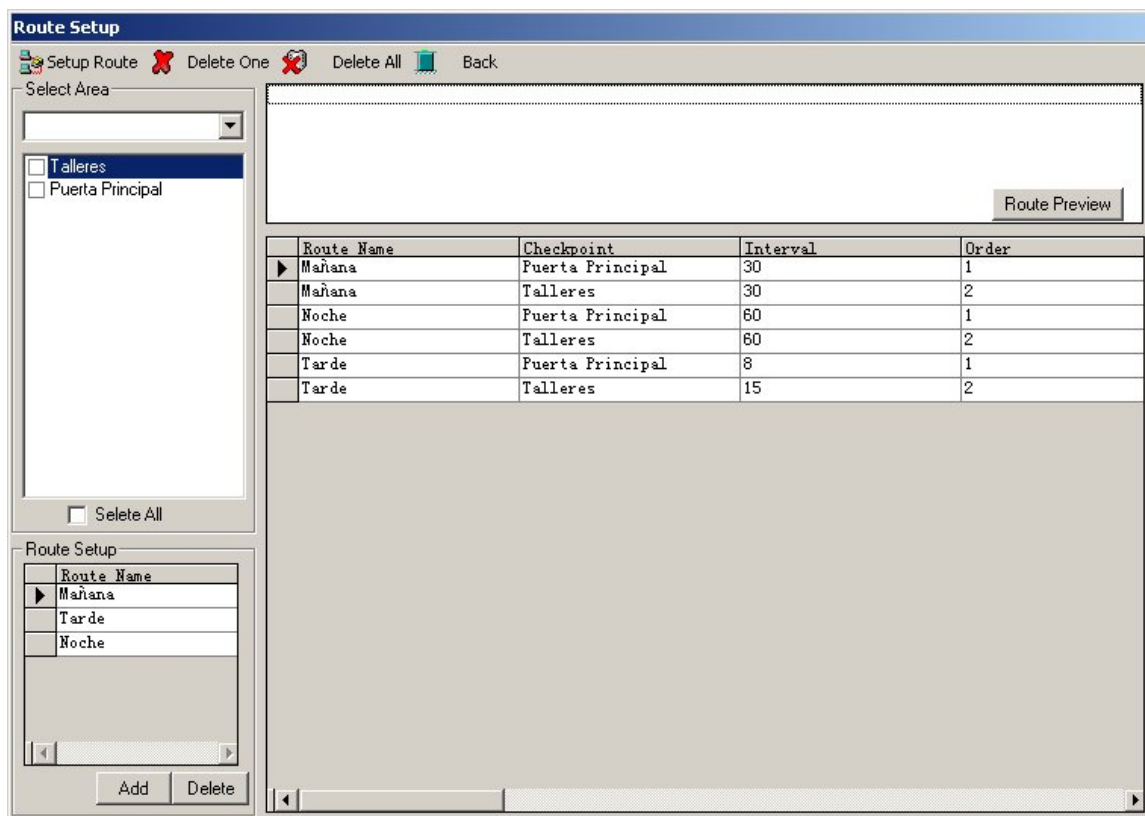 Route Setup
Setup Route Delete One Delete All Back
Select Area
Talleres
Puerta Principal
Selete All
Route Setup
Route Name
Mañana
Tarde
Noche
Add Delete
Route Preview
Route Name Checkpoint Interval Order
Mañana Puerta Principal 30 1
Mañana Talleres 30 2
Noche Puerta Principal 60 1
Noche Talleres 60 2
Tarde Puerta Principal 8 1
Tarde Talleres 15 2